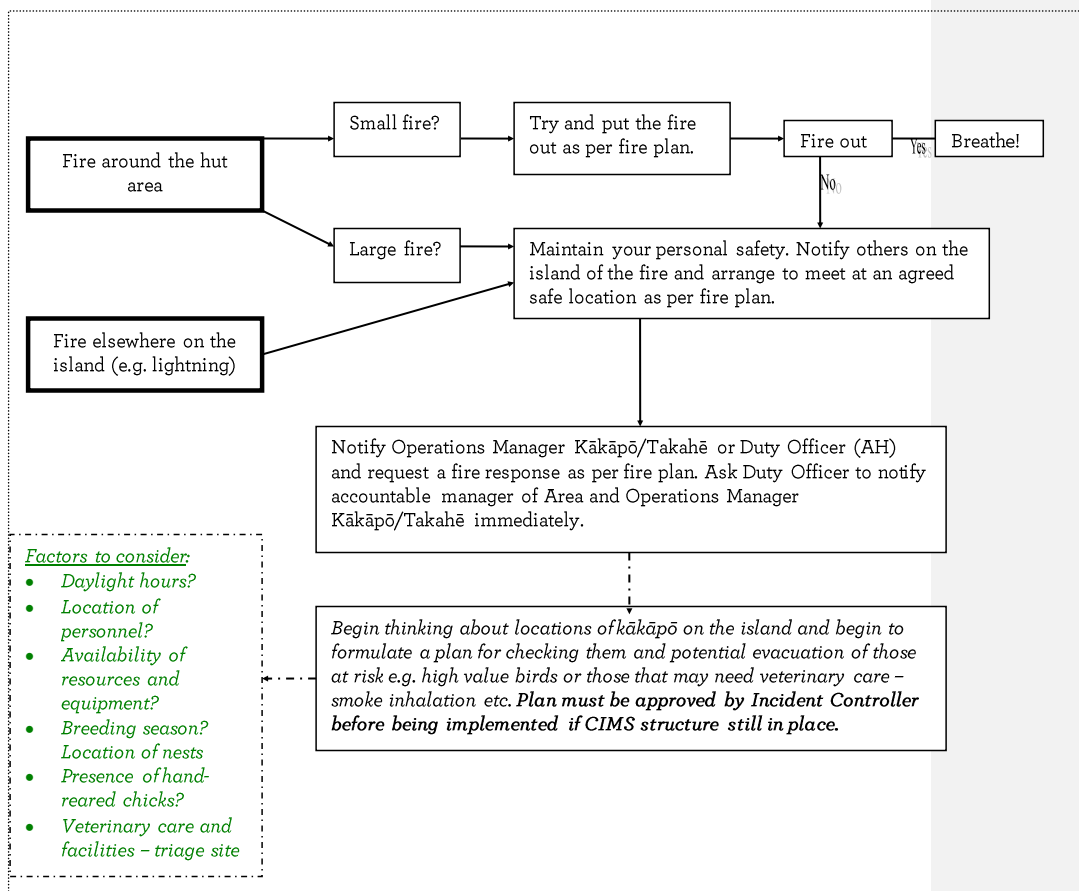 Small fire?
Try and put the fire
out as per fire plan.
Fire out
Yes
Breathe!
Fire around the hut
area
No
Large fire?
Maintain your personal safety. Notify others on the
island of the fire and arrange to meet at an agreed
safe location as per fire plan.
Fire elsewhere on the
island (e.g. lightning)
Notify Operations Manager Kākāpō/Takahē or Duty Officer (AH)
and request a fire response as per fire plan. Ask Duty Officer to notify
accountable manager of Area and Operations Manager
Kākāpō/Takahē immediately.
Factors to consider:
• Daylight hours?
• Location of
personnel?
• Availability of
resources and
equipment?
• Breeding season?
Location of nests
• Presence of hand-
reared chicks?
• Veterinary care and
facilities – triage site
Begin thinking about locations of kākāpō on the island and begin to
formulate a plan for checking them and potential evacuation of those
at risk e.g. high value birds or those that may need veterinary care –
smoke inhalation etc. Plan must be approved by Incident Controller
before being implemented if CIMS structure still in place.